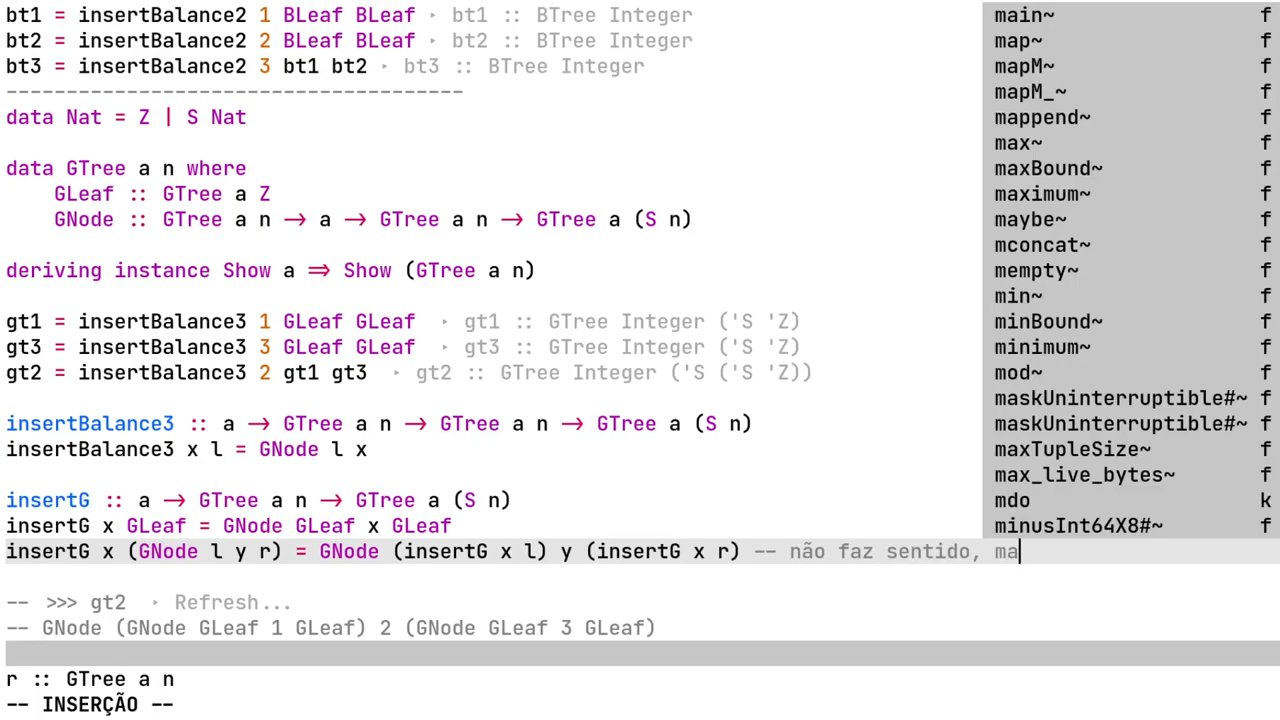 bt1 = insertBalance2 1 BLeaf BLeaf ‣ bt1 :: BTree Integer
bt2 = insertBalance2 2 BLeaf BLeaf ‣ bt2 :: BTree Integer
bt3 = insertBalance2 3 bt1 bt2 ‣ bt3 :: BTree Integer
--------------------------------------
data Nat = Z | S Nat
data GTree a n where
GLeaf :: GTree a Z
GNode :: GTree a n -> a -> GTree a n -> GTree a (S n)
deriving instance Show a => Show (GTree a n)
gt1 = insertBalance3 1 GLeaf GLeaf ‣ gt1 :: GTree Integer ('S 'Z)
gt3 = insertBalance3 3 GLeaf GLeaf ‣ gt3 :: GTree Integer ('S 'Z)
gt2 = insertBalance3 2 gt1 gt3 ‣ gt2 :: GTree Integer ('S ('S 'Z))
insertBalance3 :: a -> GTree a n -> GTree a n -> GTree a (S n)
insertBalance3 x l = GNode l x
insertG :: a -> GTree a n -> GTree a (S n)
insertG x GLeaf = GNode GLeaf x GLeaf
insertG x (GNode l y r) = GNode (insertG x l) y (insertG x r) -- não faz sentido, ma
-- >>> gt2 ‣ Refresh...
-- GNode (GNode GLeaf 1 GLeaf) 2 (GNode GLeaf 3 GLeaf)
r :: GTree a n
-- INSERÇÃO --
main~ f
map~ f
mapM~ f
mapM_~ f
mappend~ f
max~ f
maxBound~ f
maximum~ f
maybe~ f
mconcat~ f
mempty~ f
min~ f
minBound~ f
minimum~ f
mod~ f
maskUninterruptible#~ f
maskUninterruptible#~ f
maxTupleSize~ f
max_live_bytes~ f
mdo k
minusInt64X8#~ f